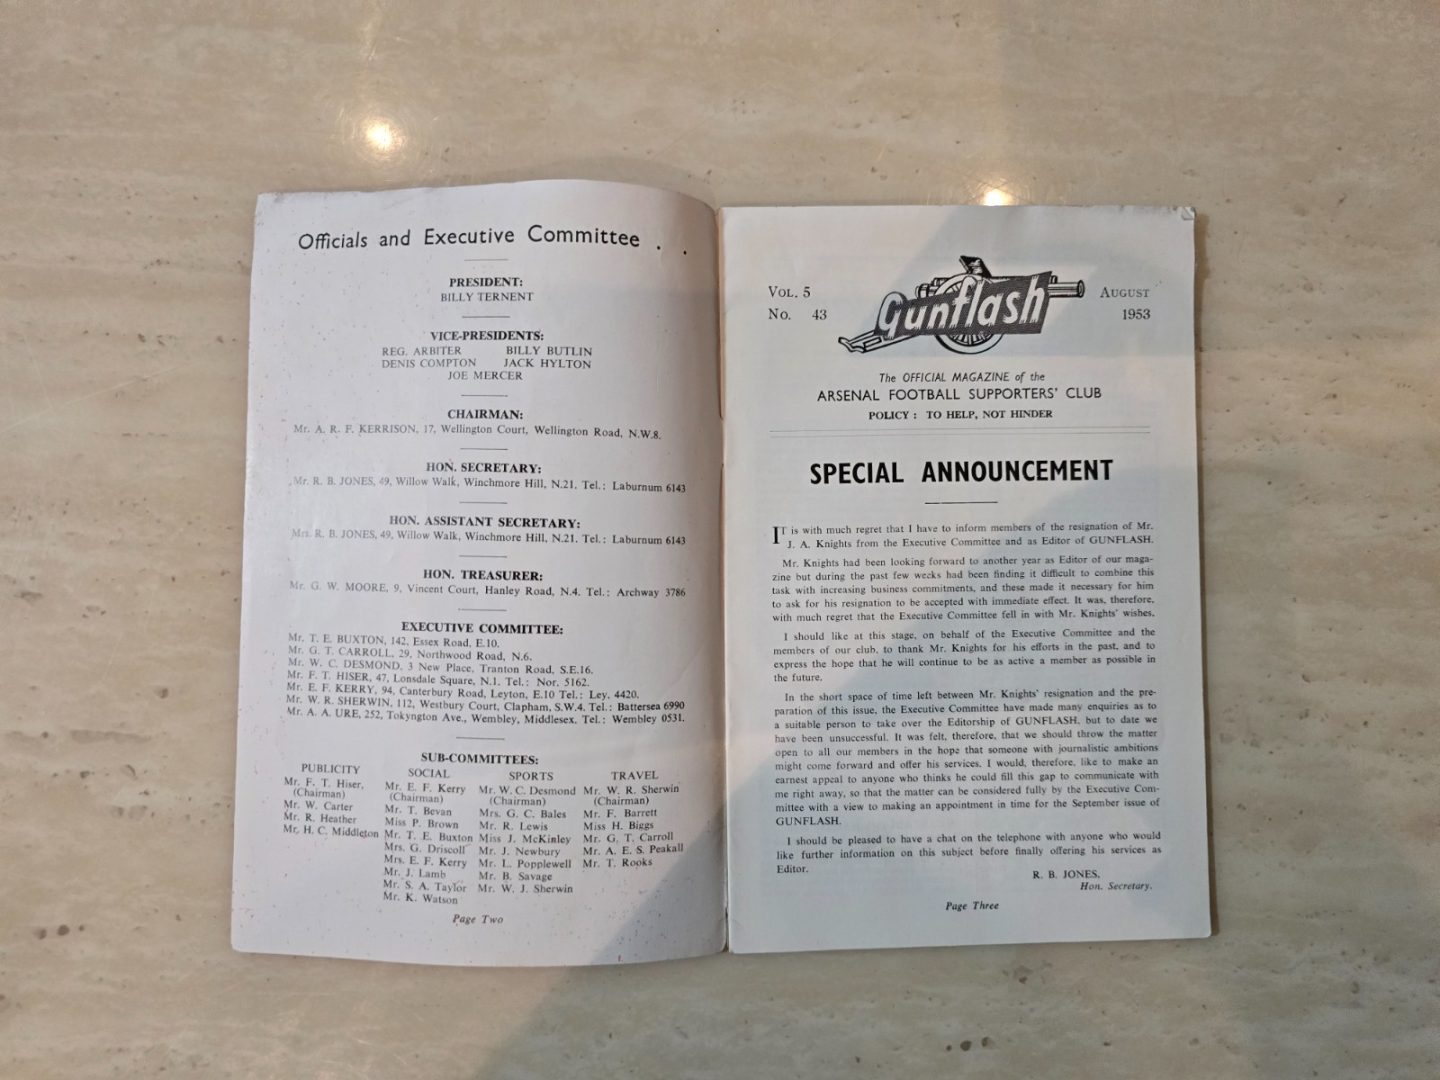 Officials and Executive Committee . .
PRESIDENT:
BILLY TERNENT
VICE-PRESIDENTS:
REG. ARBITER BILLY BUTLIN
DENIS COMPTON JACK HYLTON
JOE MERCER
CHAIRMAN:
Mr. A. R. F. KERRISON, 17, Wellington Court, Wellington Road, N.W.8.
HON. SECRETARY:
Mr. R. B. JONES, 49, Willow Walk, Winchmore Hill, N.21. Tel.: Laburnum 6143
HON. ASSISTANT SECRETARY:
Mrs. R. B. JONES, 49, Willow Walk, Winchmore Hill, N.21. Tel.: Laburnum 6143
HON. TREASURER:
Mr. G. W. MOORE, 9, Vincent Court, Hanley Road, N.4. Tel.: Archway 3786
EXECUTIVE COMMITTEE:
Mr. T. E. BUXTON, 142, Essex Road, E.10.
Mr. G. T. CARROLL, 29, Northwood Road, N.6.
Mr. W. C. DESMOND, 3 New Place, Tranton Road, S.E.16.
Mr. F. T. HISER, 47, Lonsdale Square, N.1. Tel.: Nor. 5162.
Mr. E. F. KERRY, 94, Canterbury Road, Leyton, E.10 Tel.: Ley. 4420.
Mr. W. R. SHERWIN, 112, Westbury Court, Clapham, S.W.4. Tel.: Battersea 6990
Mr. A. A. URE, 252, Tokyngton Ave., Wembley, Middlesex. Tel.: Wembley 0531.
SUB-COMMITTEES:
PUBLICITY
Mr. F. T. Hiser,
(Chairman)
Mr. W. Carter
Mr. R. Heather
Mr. H. C. Middleton
SOCIAL
Mr. E. F. Kerry
(Chairman)
Mr. T. Bevan
Miss P. Brown
Mr. T. E. Buxton
Mrs. G. Driscoll
Mrs. E. F. Kerry
Mr. J. Lamb
Mr. S. A. Taylor
Mr. K. Watson
SPORTS
Mr. W. C. Desmond
(Chairman)
Mrs. G. C. Bales
Mr. R. Lewis
Miss J. McKinley
Mr. J. Newbury
Mr. L. Popplewell
Mr. B. Savage
Mr. W. J. Sherwin
TRAVEL
Mr. W. R. Sherwin
(Chairman)
Mr. F. Barrett
Miss H. Biggs
Mr. G. T. Carroll
Mr. A. E. S. Peakall
Mr. T. Rooks
Page Two
VOL. 5
No. 43
Gunflash
AUGUST
1953
The OFFICIAL MAGAZINE of the
ARSENAL FOOTBALL SUPPORTERS' CLUB
POLICY : TO HELP, NOT HINDER
SPECIAL ANNOUNCEMENT
IT is with much regret that I have to inform members of the resignation of Mr.
J. A. Knights from the Executive Committee and as Editor of GUNFLASH.
Mr. Knights had been looking forward to another year as Editor of our maga-
zine but during the past few weeks had been finding it difficult to combine this
task with increasing business commitments, and these made it necessary for him
to ask for his resignation to be accepted with immediate effect. It was, therefore,
with much regret that the Executive Committee fell in with Mr. Knights' wishes.
I should like at this stage, on behalf of the Executive Committee and the
members of our club, to thank Mr. Knights for his efforts in the past, and to
express the hope that he will continue to be as active a member as possible in
the future.
In the short space of time left between Mr. Knights' resignation and the pre-
paration of this issue, the Executive Committee have made many enquiries as to
a suitable person to take over the Editorship of GUNFLASH, but to date we
have been unsuccessful. It was felt, therefore, that we should throw the matter
open to all our members in the hope that someone with journalistic ambitions
might come forward and offer his services. I would, therefore, like to make an
earnest appeal to anyone who thinks he could fill this gap to communicate with
me right away, so that the matter can be considered fully by the Executive Com-
mittee with a view to making an appointment in time for the September issue of
GUNFLASH.
I should be pleased to have a chat on the telephone with anyone who would
like further information on this subject before finally offering his services as
Editor.
R. B. JONES,
Hon. Secretary.
Page Three